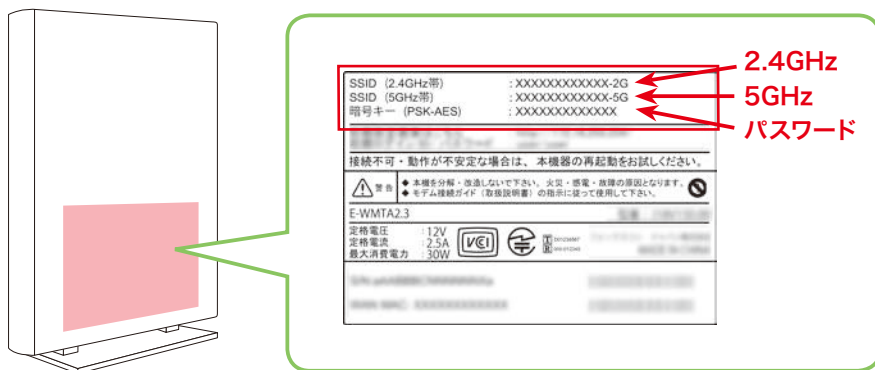 SSID（2.4GHz帯） : XXXXXXXXXXXX-2G
SSID（5GHz帯） : XXXXXXXXXXXX-5G
暗号キー（PSK-AES） : XXXXXXXXXXXXX
2.4GHz
5GHz
パスワード
接続不可・動作が不安定な場合は、本機器の再起動をお試しください。
警告
◆ 本機を分解・改造しないで下さい。火災・感電・故障の原因となります。
◆ モデム接続ガイド（取扱説明書）の指示に従って使用して下さい。
E-WMTA2.3
定格電圧 : 12V
定格電流 : 2.5A
最大消費電力 : 30W
VCI
T
R